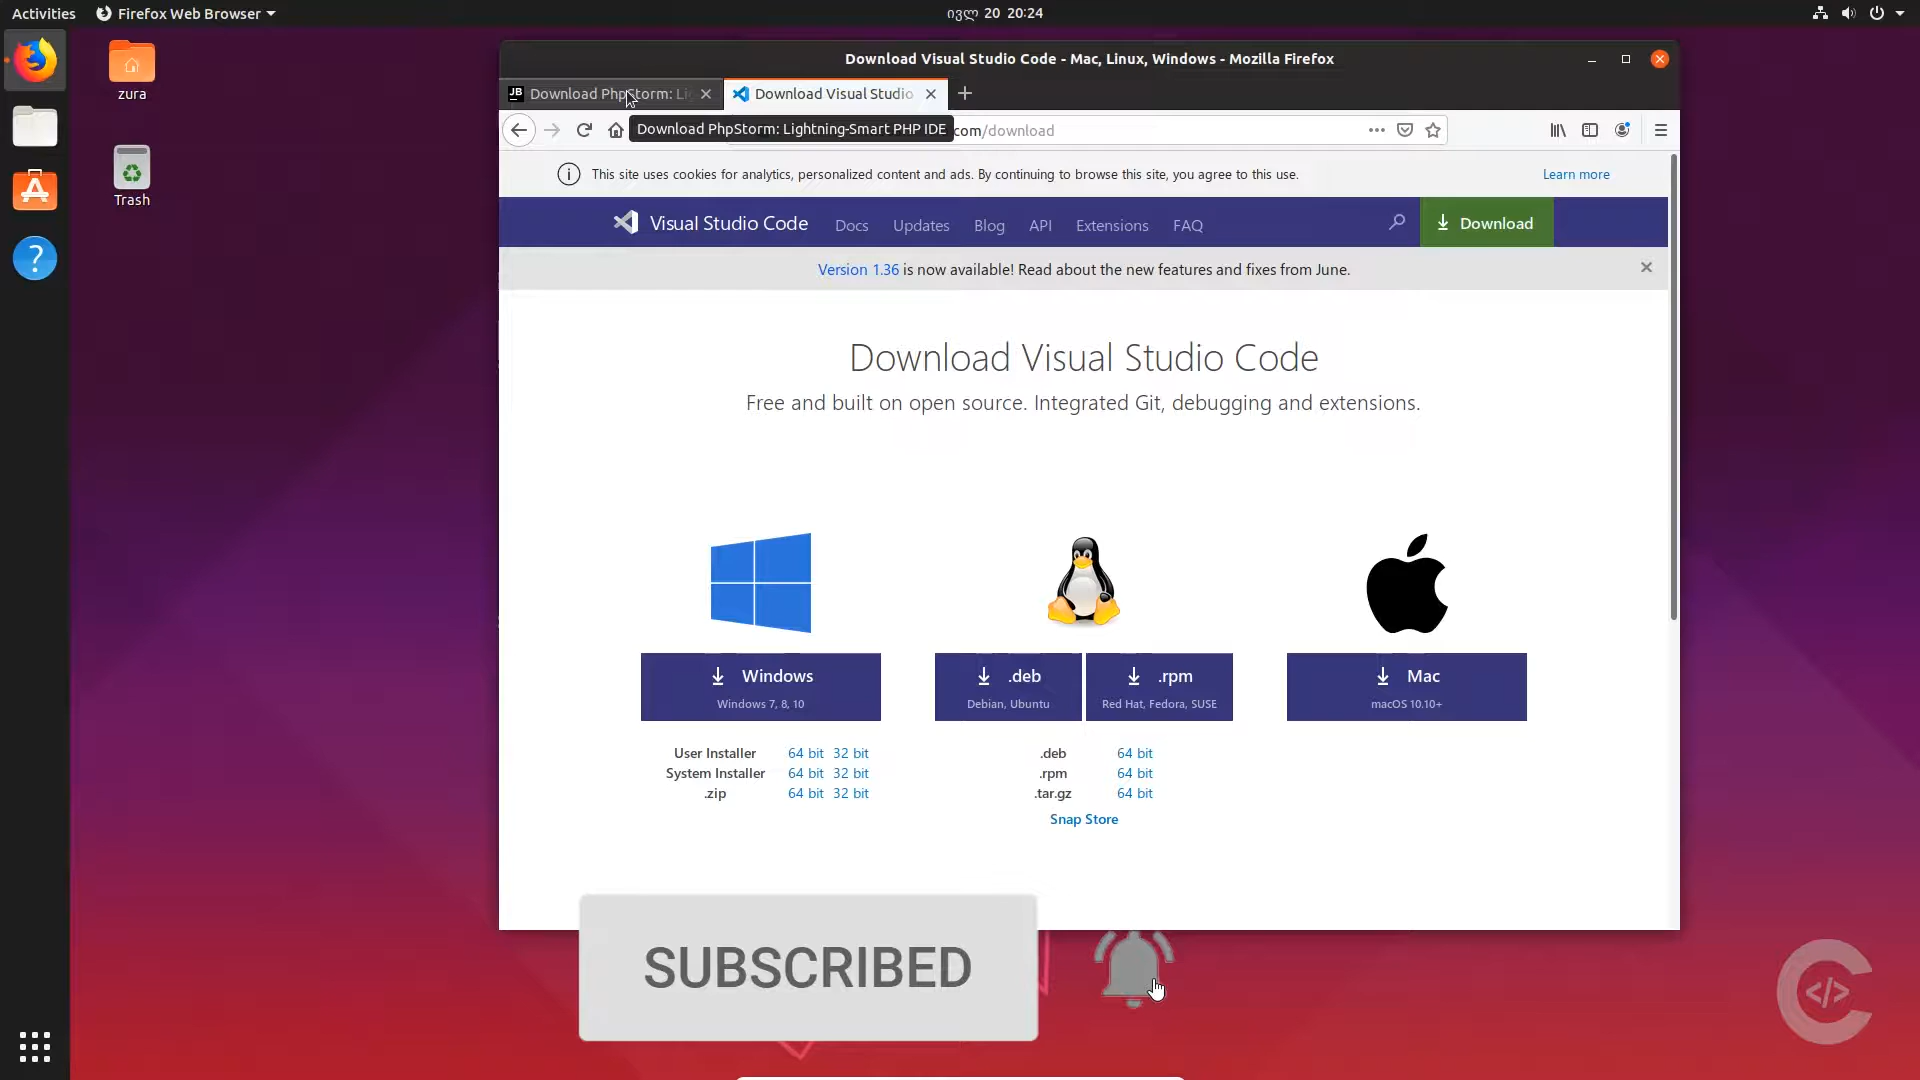 Activities
Firefox Web Browser
ივლ 20 20:24
zura
Trash
Download Visual Studio Code - Mac, Linux, Windows - Mozilla Firefox
JB
Download PhpStorm: Li
Download Visual Studio
Download PhpStorm: Lightning-Smart PHP IDE
com/download
This site uses cookies for analytics, personalized content and ads. By continuing to browse this site, you agree to this use.
Learn more
Visual Studio Code
Docs
Updates
Blog
API
Extensions
FAQ
Download
Version 1.36 is now available! Read about the new features and fixes from June.
Download Visual Studio Code
Free and built on open source. Integrated Git, debugging and extensions.
Windows
Windows 7, 8, 10
.deb
Debian, Ubuntu
.rpm
Red Hat, Fedora, SUSE
Mac
macOS 10.10+
User Installer 64 bit 32 bit
System Installer 64 bit 32 bit
.zip 64 bit 32 bit
.deb 64 bit
.rpm 64 bit
.tar.gz 64 bit
Snap Store
SUBSCRIBED